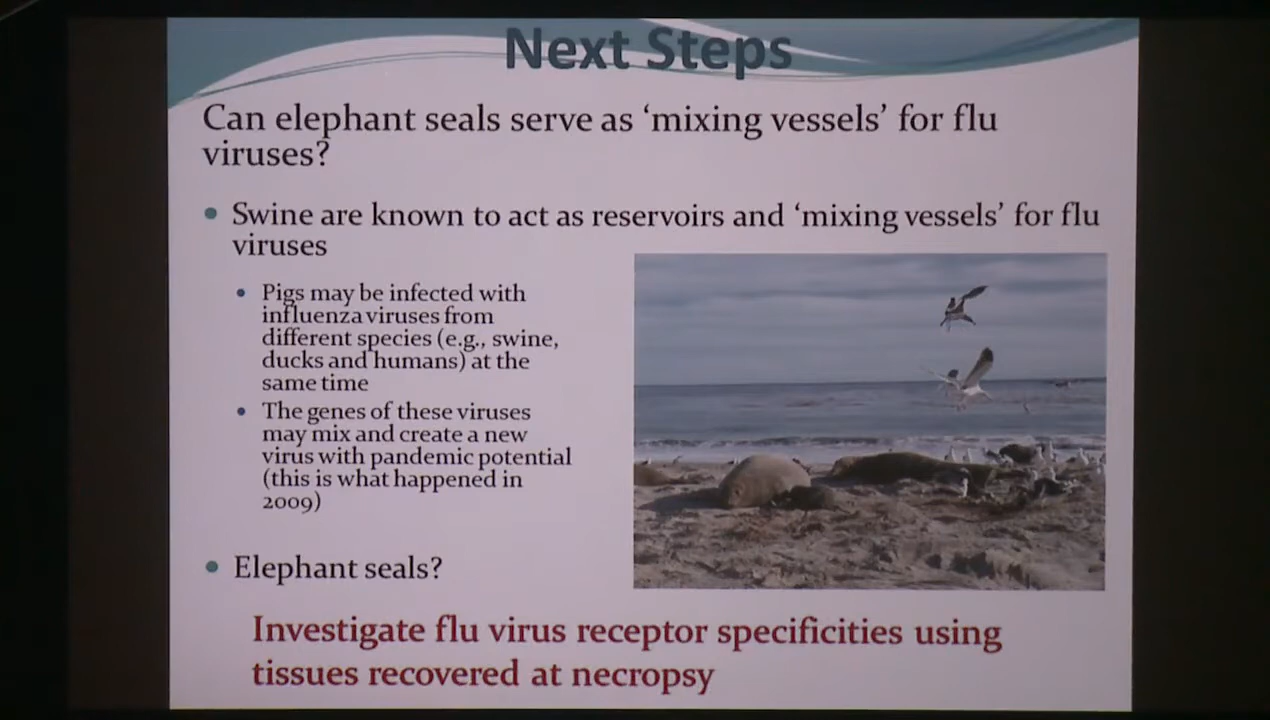 Next Steps
Can elephant seals serve as ‘mixing vessels’ for flu
viruses?
• Swine are known to act as reservoirs and ‘mixing vessels’ for flu
viruses
• Pigs may be infected with
influenza viruses from
different species (e.g., swine,
ducks and humans) at the
same time
• The genes of these viruses
may mix and create a new
virus with pandemic potential
(this is what happened in
2009)
• Elephant seals?
Investigate flu virus receptor specificities using
tissues recovered at necropsy